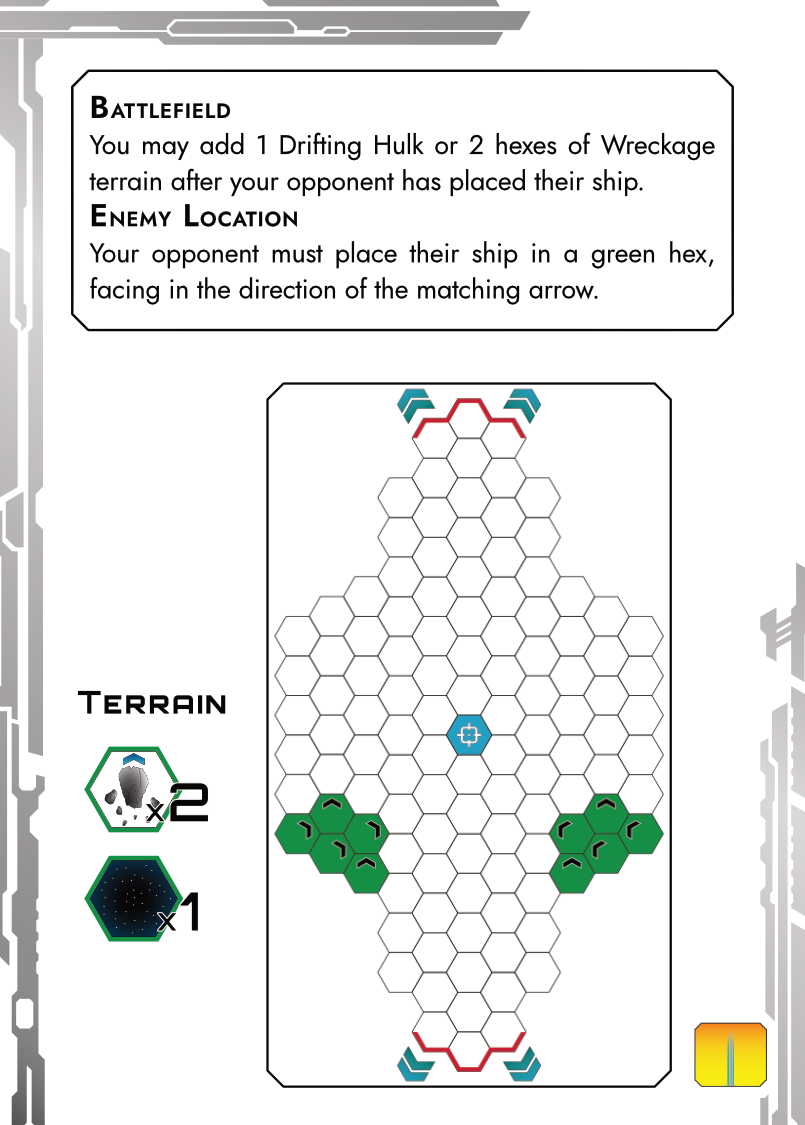 Battlefield
You may add 1 Drifting Hulk or 2 hexes of Wreckage
terrain after your opponent has placed their ship.
Enemy Location
Your opponent must place their ship in a green hex,
facing in the direction of the matching arrow.
Terrain
x2
x1